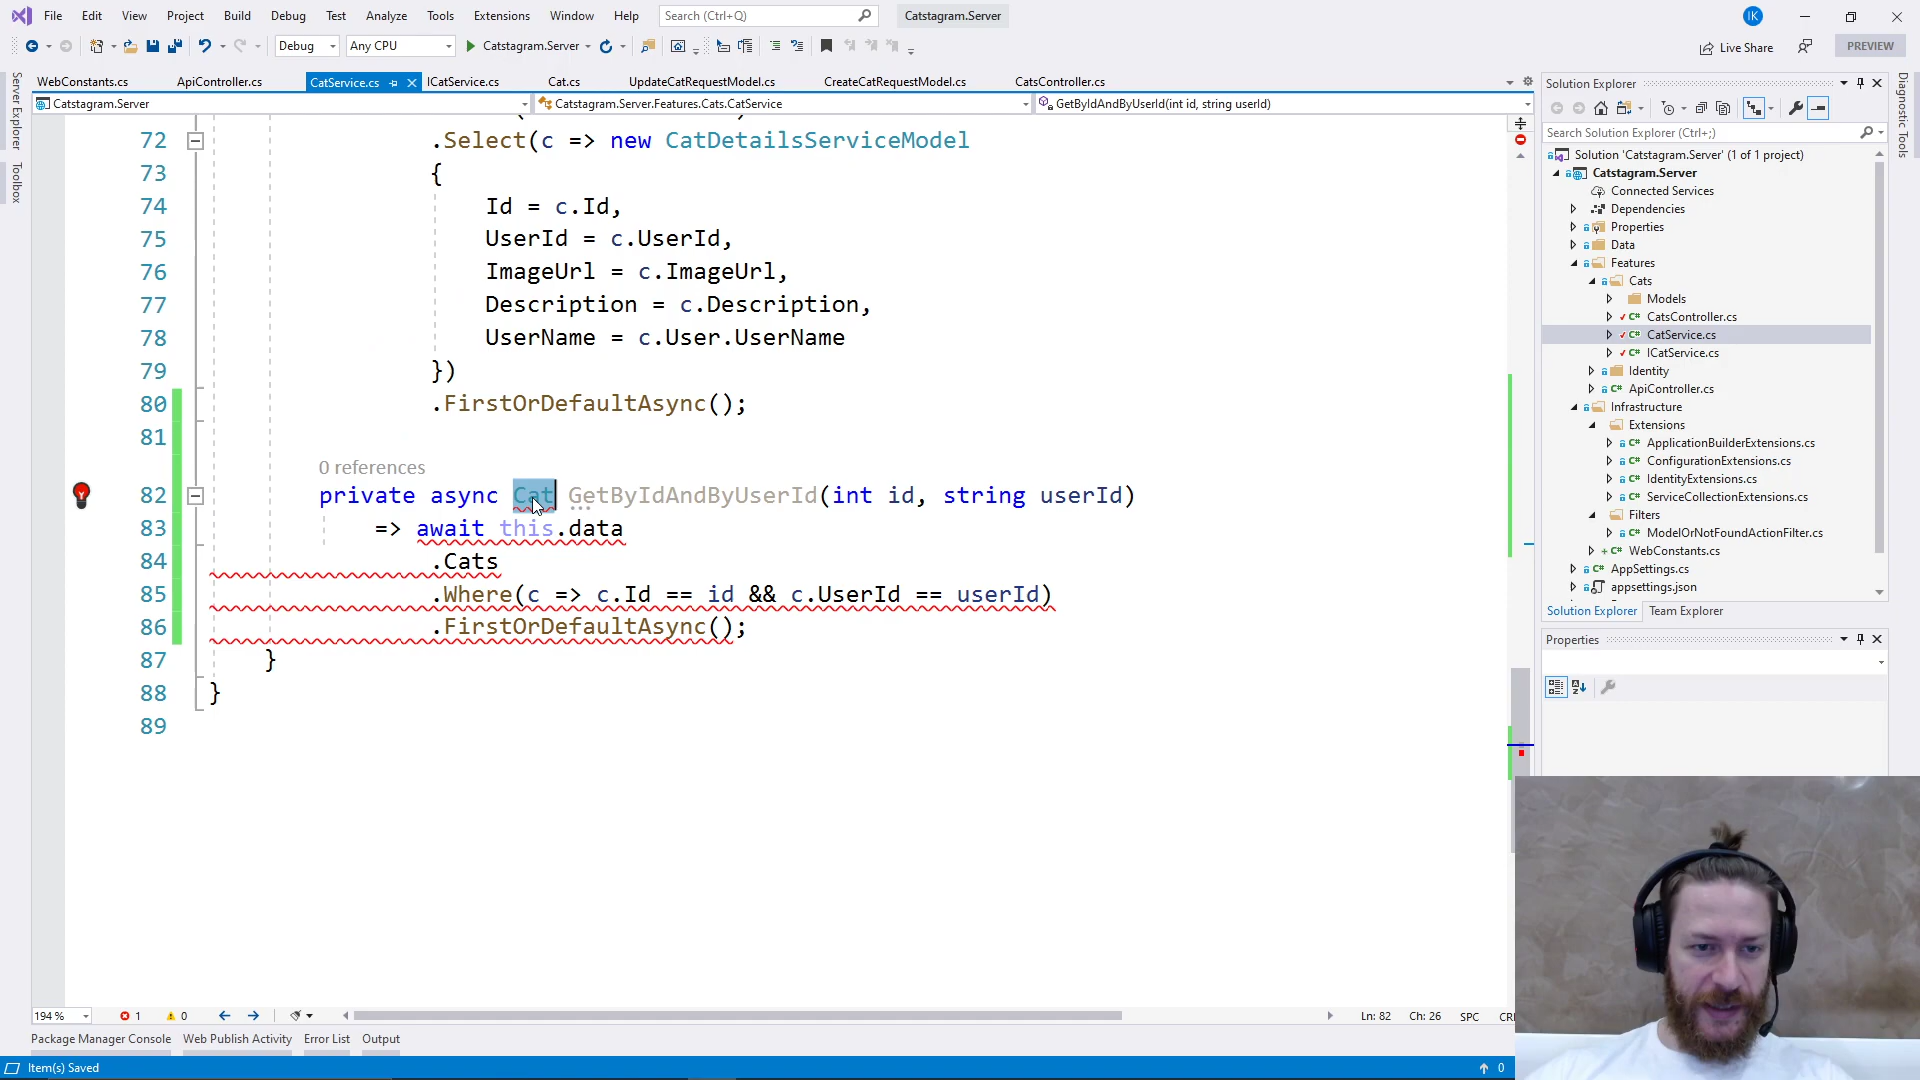 File Edit View Project Build Debug Test Analyze Tools Extensions Window Help Search (Ctrl+Q) Catstagram.Server IK
Debug Any CPU Catstagram.Server Live Share PREVIEW
WebConstants.cs ApiController.cs CatService.cs ICatService.cs Cat.cs UpdateCatRequestModel.cs CreateCatRequestModel.cs CatsController.cs
Catstagram.Server Catstagram.Server.Features.Cats.CatService GetByIdAndByUserId(int id, string userId)
Server Explorer
Toolbox
72 .Select(c => new CatDetailsServiceModel
73 {
74 Id = c.Id,
75 UserId = c.UserId,
76 ImageUrl = c.ImageUrl,
77 Description = c.Description,
78 UserName = c.User.UserName
79 })
80 .FirstOrDefaultAsync();
81
0 references
82 private async Cat GetByIdAndByUserId(int id, string userId)
83 => await this.data
84 .Cats
85 .Where(c => c.Id == id && c.UserId == userId)
86 .FirstOrDefaultAsync();
87 }
88 }
89
194 % 1 0 Ln: 82 Ch: 26 SPC
Package Manager Console Web Publish Activity Error List Output
Item(s) Saved 0
Solution Explorer
Search Solution Explorer (Ctrl+;)
Solution 'Catstagram.Server' (1 of 1 project)
Catstagram.Server
Connected Services
Dependencies
Properties
Data
Features
Cats
Models
CatsController.cs
CatService.cs
ICatService.cs
Identity
ApiController.cs
Infrastructure
Extensions
ApplicationBuilderExtensions.cs
ConfigurationExtensions.cs
IdentityExtensions.cs
ServiceCollectionExtensions.cs
Filters
ModelOrNotFoundActionFilter.cs
WebConstants.cs
AppSettings.cs
appsettings.json
Solution Explorer Team Explorer
Properties
Diagnostic Tools